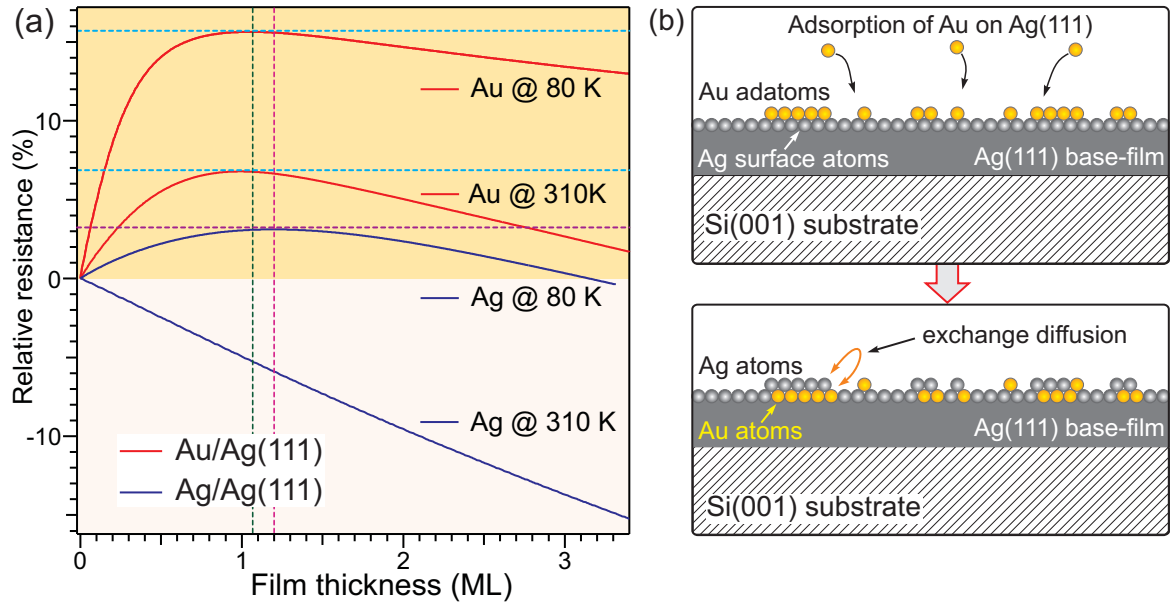 (a)
Relative resistance (%)
10
0
-10
Au @ 80 K
Au @ 310K
Ag @ 80 K
Ag @ 310 K
Au/Ag(111)
Ag/Ag(111)
0
1
2
3
Film thickness (ML)
(b)
Adsorption of Au on Ag(111)
Au adatoms
Ag surface atoms
Ag(111) base-film
Si(001) substrate
exchange diffusion
Ag atoms
Au atoms
Ag(111) base-film
Si(001) substrate